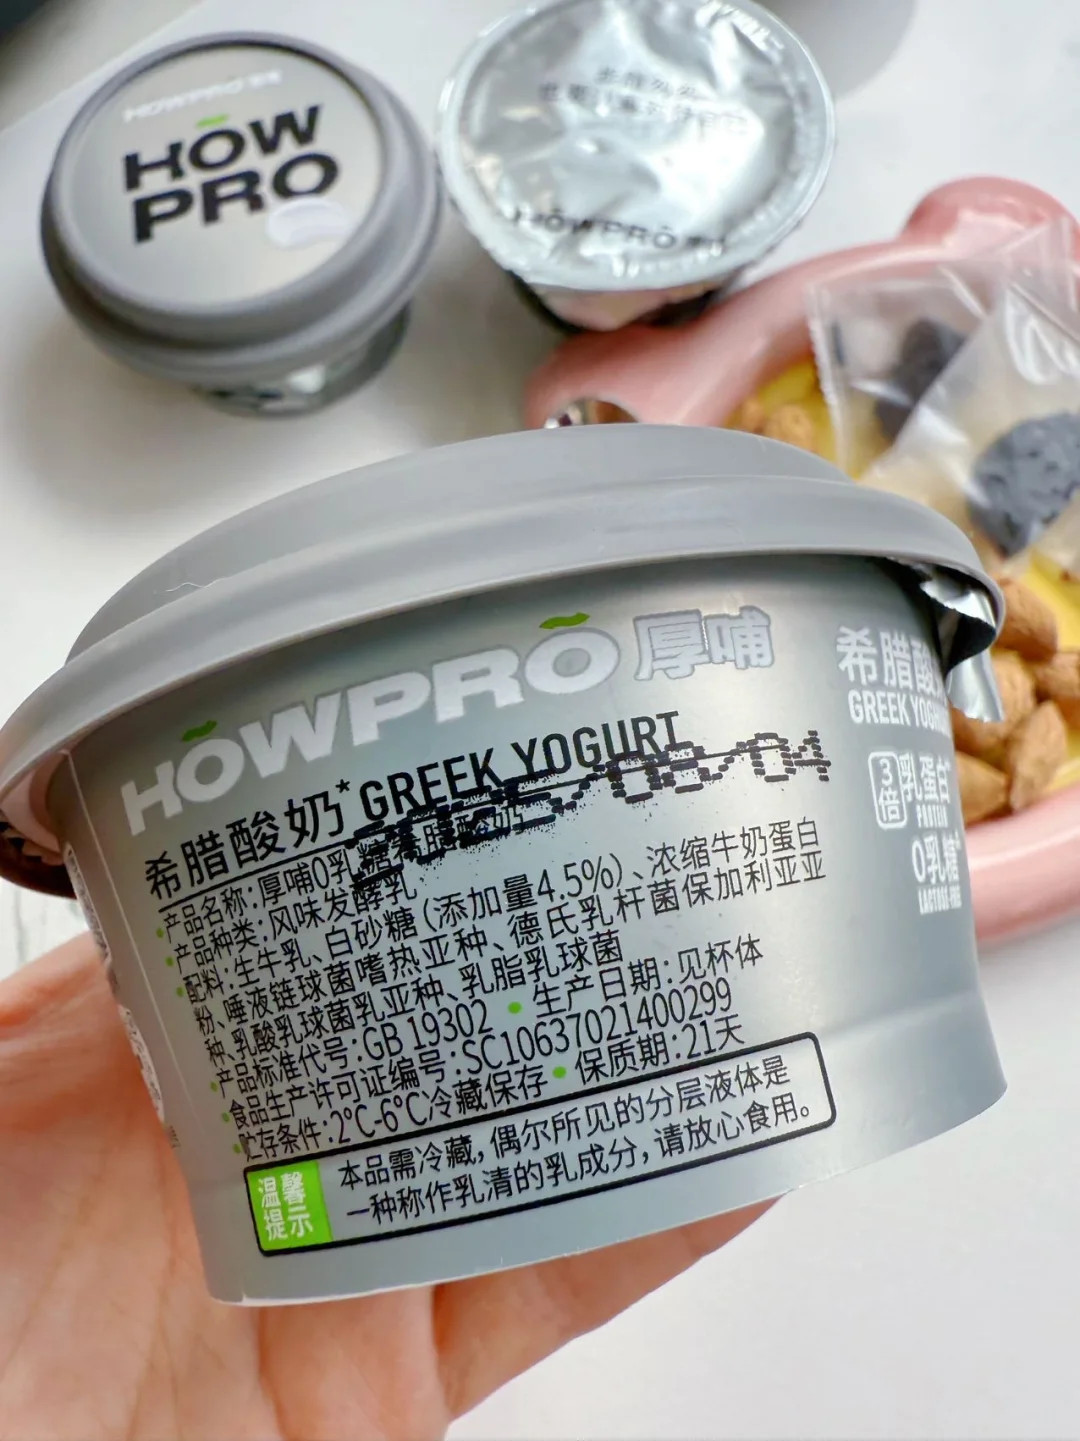 HOWPRO
HOW
PRO
HOWPRO
HOWPRO 厚哺
希腊酸奶*GREEK YOGURT
2025/08/04
产品名称:厚哺0乳糖希腊酸奶
产品种类:风味发酵乳
配料:生牛乳、白砂糖(添加量4.5%)、浓缩牛奶蛋白
粉、唾液链球菌嗜热亚种、德氏乳杆菌保加利亚亚
种、乳酸乳球菌乳亚种、乳脂乳球菌
产品标准代号:GB 19302 生产日期:见杯体
食品生产许可证编号:SC10637021400299
贮存条件:2°C-6°C冷藏保存 保质期:21天
温馨
提示
本品需冷藏,偶尔所见的分层液体是
一种称作乳清的乳成分,请放心食用。
希腊酸
GREEK YOGU
3倍乳蛋白
PROTEIN
0乳糖
LACTOSE-FREE